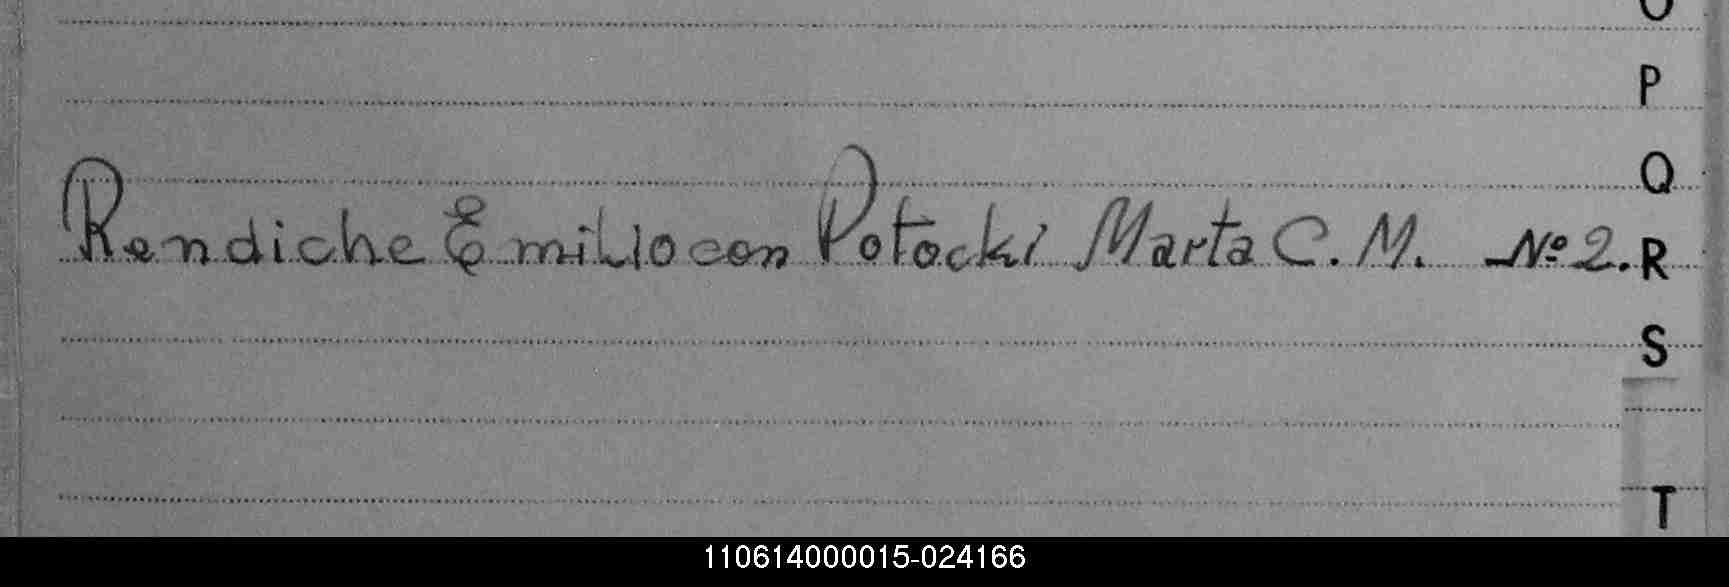 O
P
Q
Rendiche Emilio con Potocki Marta C. M. Nº 2. R
S
T
110614000015-024166